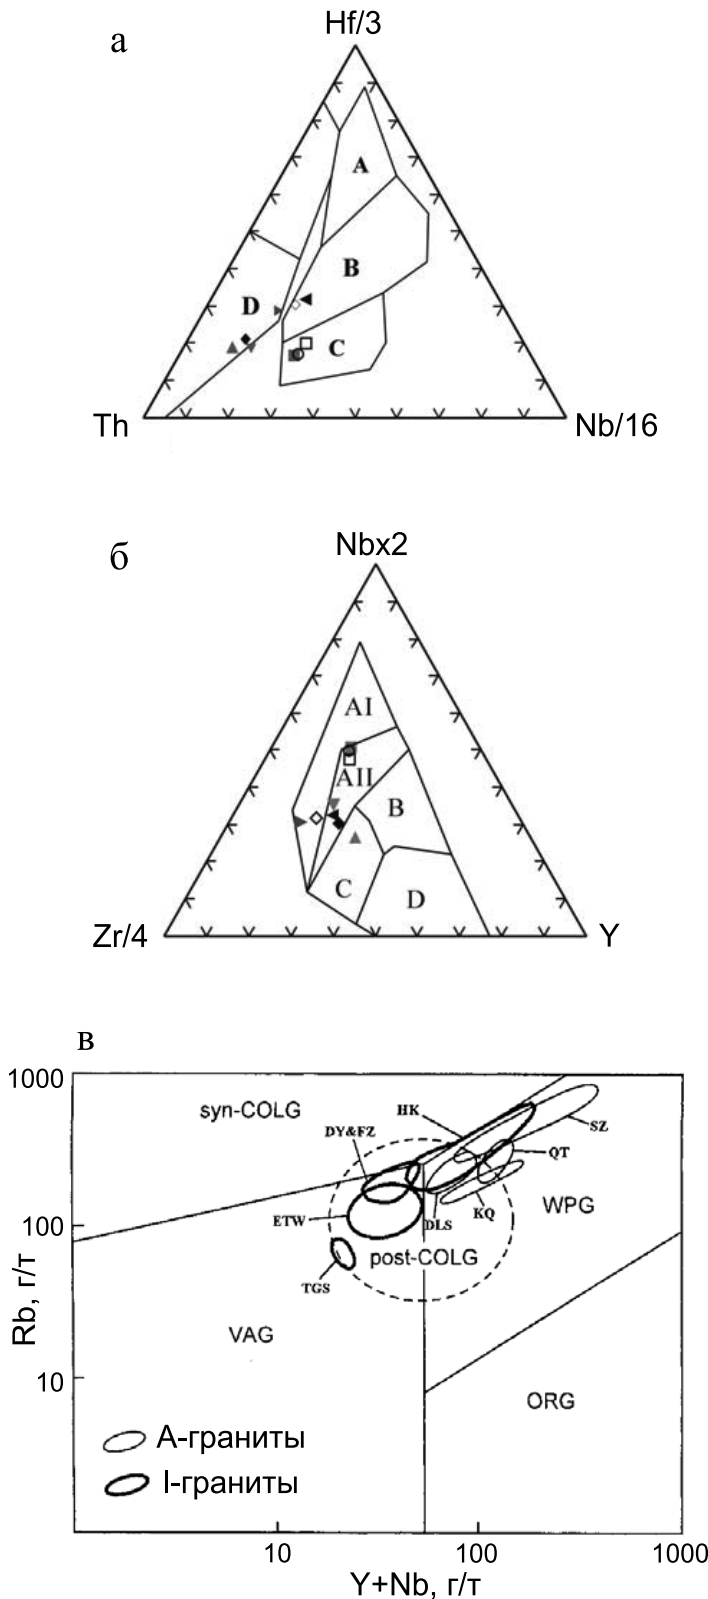 а
Hf/3
A
B
D
C
Th
Nb/16
б
Nbx2
AI
AII
B
C
D
Zr/4
Y
в
1000
syn-COLG
HK
SZ
DY&FZ
QT
WPG
KQ
ETW
DLS
100
post-COLG
TGS
Rb, г/т
VAG
10
ORG
А-граниты
I-граниты
10
100
1000
Y+Nb, г/т